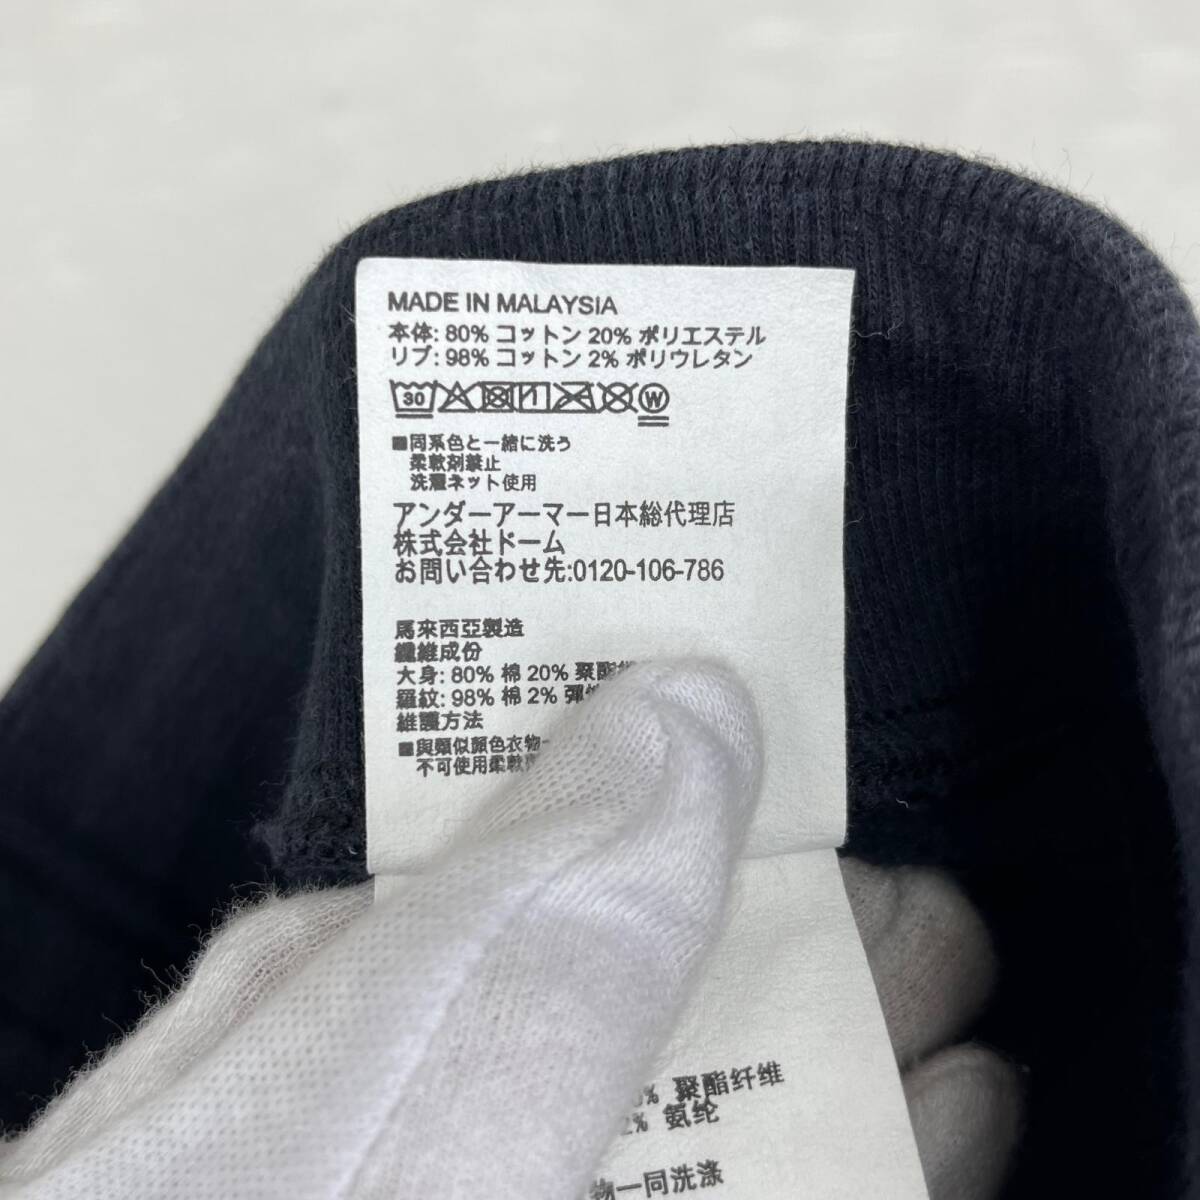 MADE IN MALAYSIA
本体: 80% コットン 20% ポリエステル
リブ: 98% コットン 2% ポリウレタン
30 W
■同系色と一緒に洗う
柔軟剤禁止
洗濯ネット使用
アンダーアーマー日本総代理店
株式会社ドーム
お問い合わせ先:0120-106-786
馬來西亞製造
纖維成份
大身: 80% 棉 20% 聚酯
羅紋: 98% 棉 2% 彈
維護方法
■與類似顏色衣物一
不可使用柔軟
% 聚酯纤维
2% 氨纶
物一同洗涤